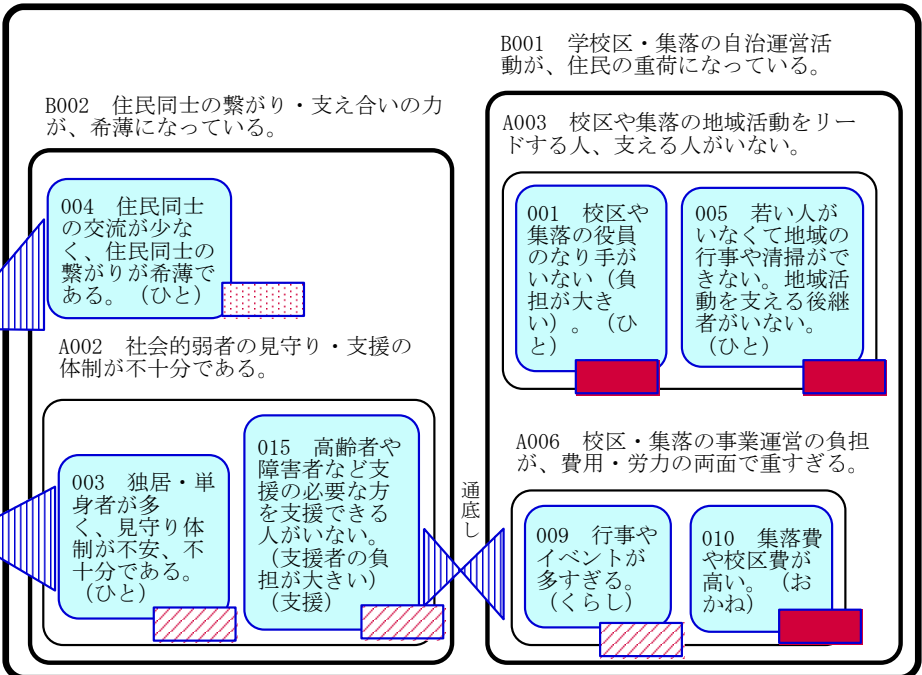 B001 学校区・集落の自治運営活
動が、住民の重荷になっている。
B002 住民同士の繋がり・支え合いの力
が、希薄になっている。
A003 校区や集落の地域活動をリー
ドする人、支える人がいない。
004 住民同士
の交流が少な
く、住民同士の
繋がりが希薄で
ある。（ひと）
001 校区や
集落の役員
のなり手が
いない（負
担が大き
い）。（ひ
と）
005 若い人が
いなくて地域の
行事や清掃がで
きない。地域活
動を支える後継
者がいない。
（ひと）
A002 社会的弱者の見守り・支援の
体制が不十分である。
003 独居・単
身者が多
く、見守り体
制が不安、不
十分である。
（ひと）
015 高齢者や
障害者など支
援の必要な方
を支援できる
人がいない。
（支援者の負
担が大きい）
（支援）
通底し
A006 校区・集落の事業運営の負担
が、費用・労力の両面で重すぎる。
009 行事や
イベントが
多すぎる。
（くらし）
010 集落費
や校区費が
高い。（お
かね）